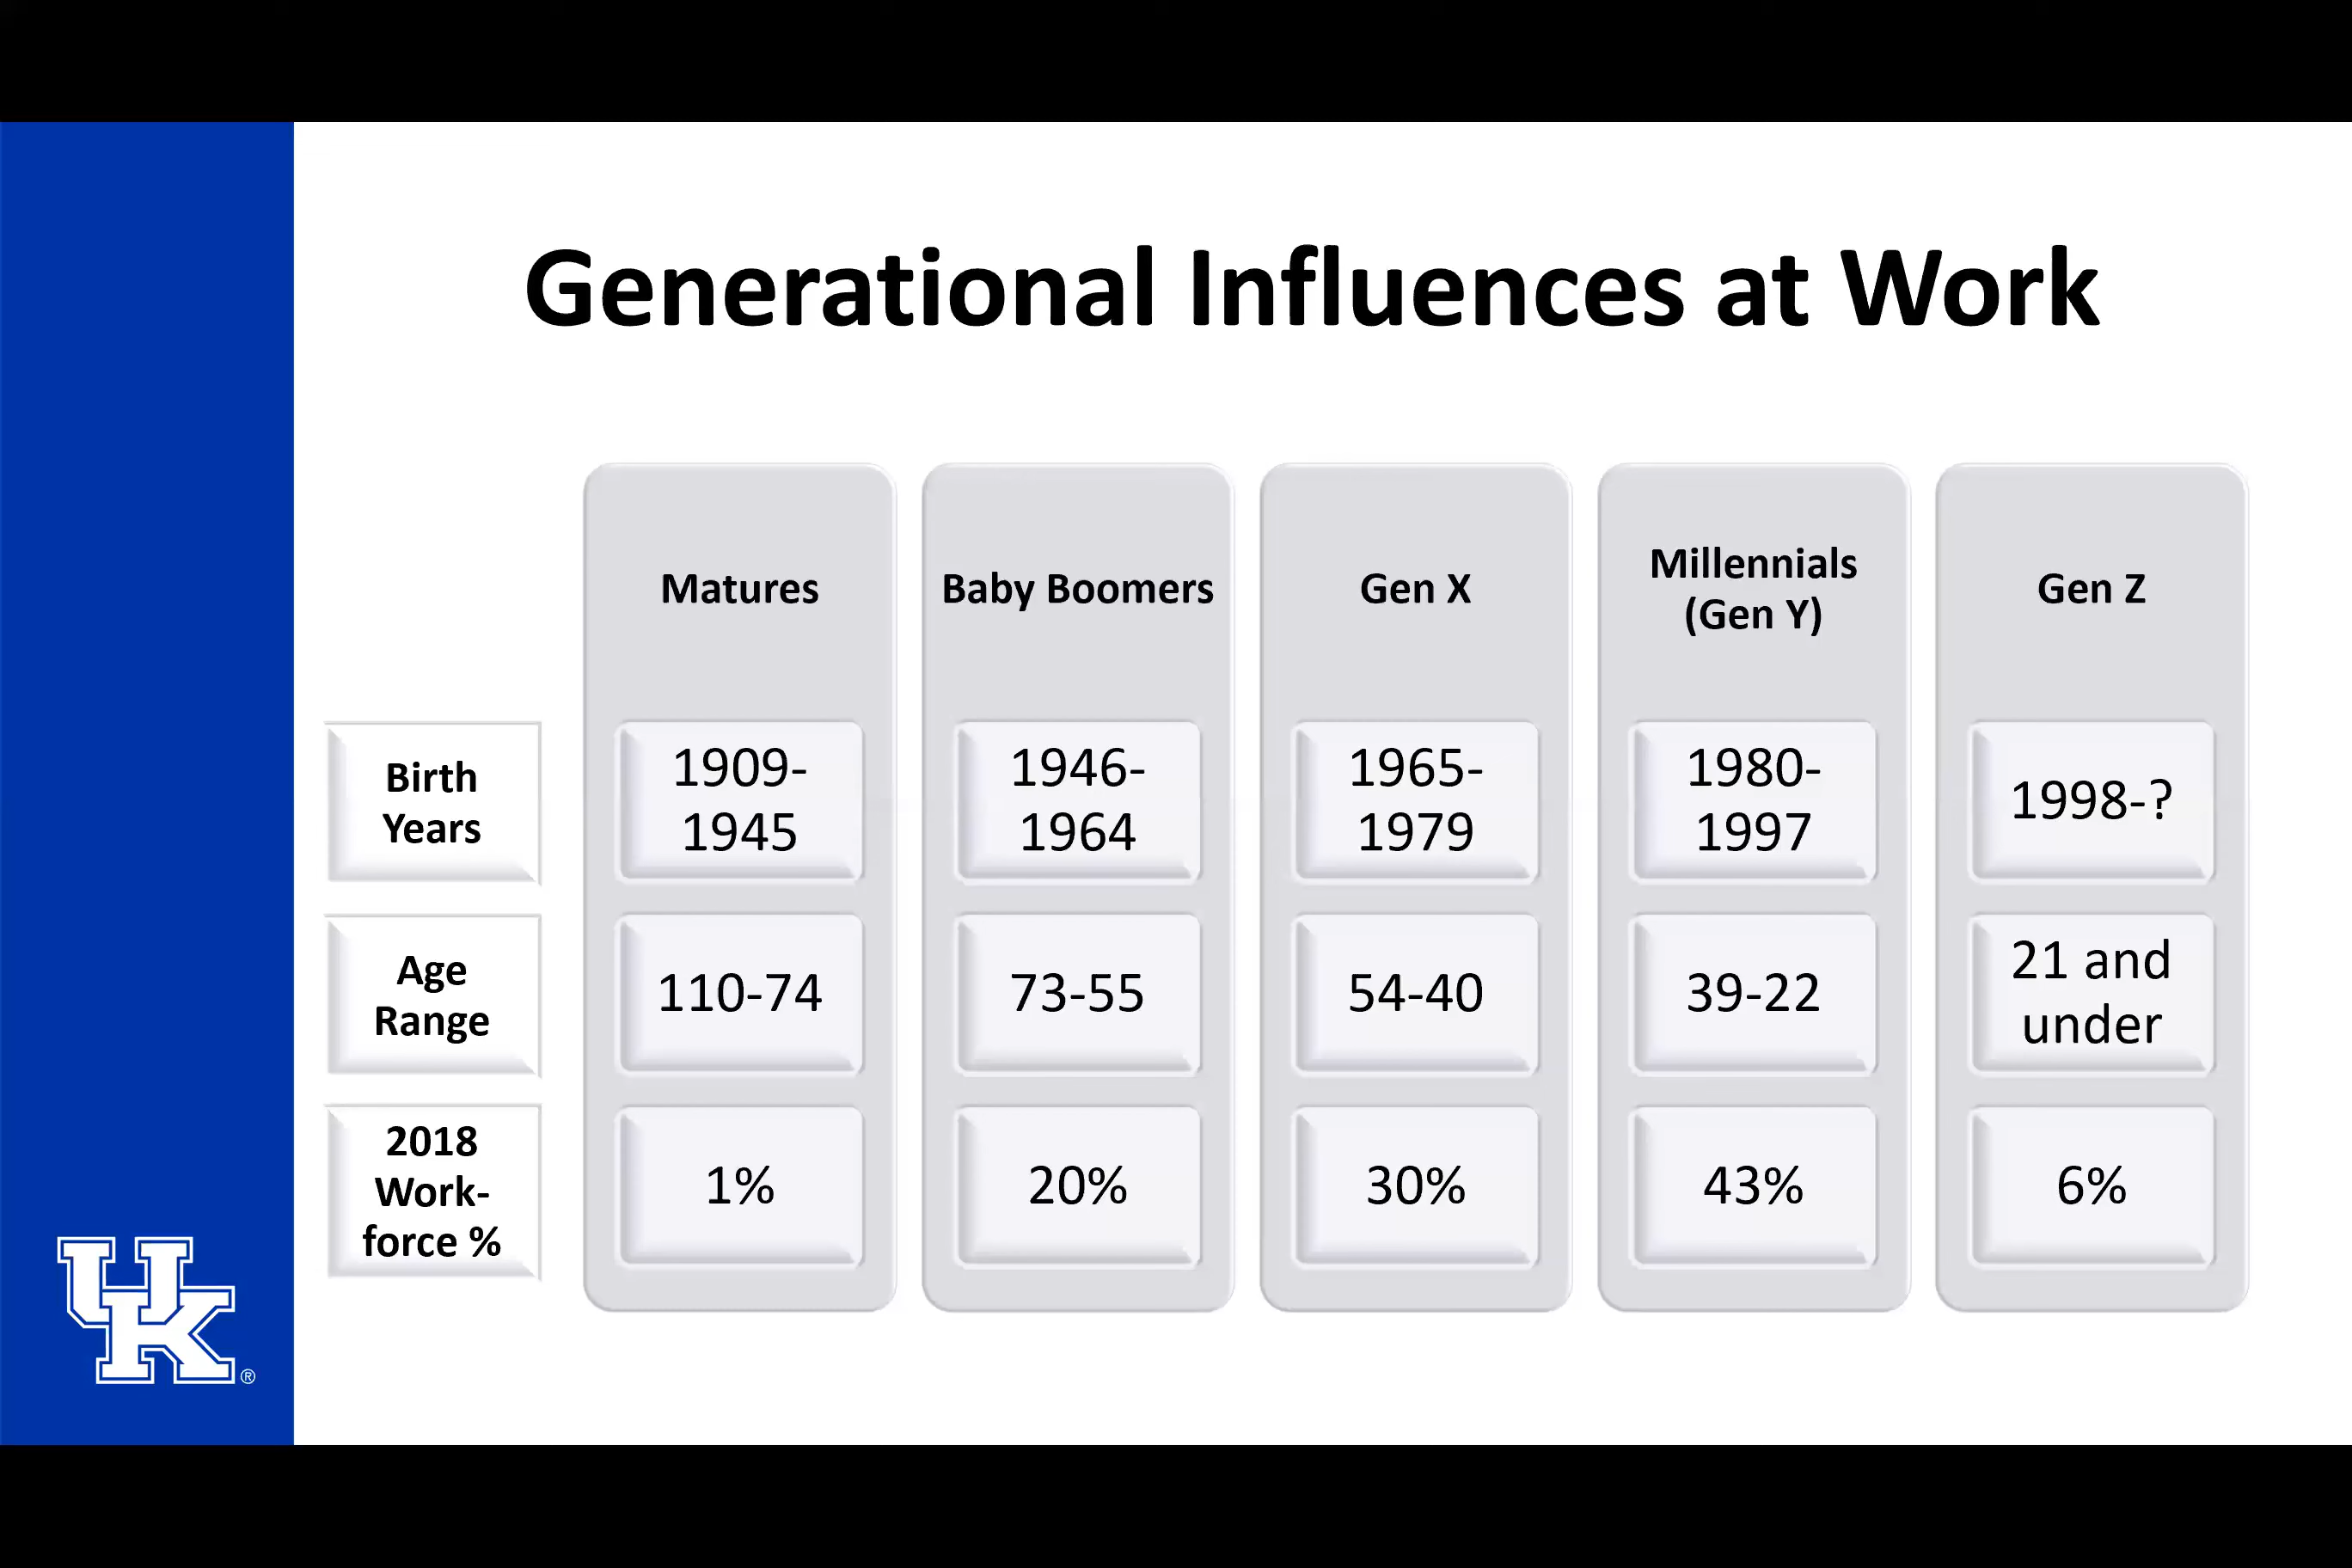 Generational Influences at Work
Matures
Baby Boomers
Gen X
Millennials
(Gen Y)
Gen Z
Birth
Years
1909-
1945
1946-
1964
1965-
1979
1980-
1997
1998-?
Age
Range
110-74
73-55
54-40
39-22
21 and
under
2018
Work-
force %
1%
20%
30%
43%
6%
UK®